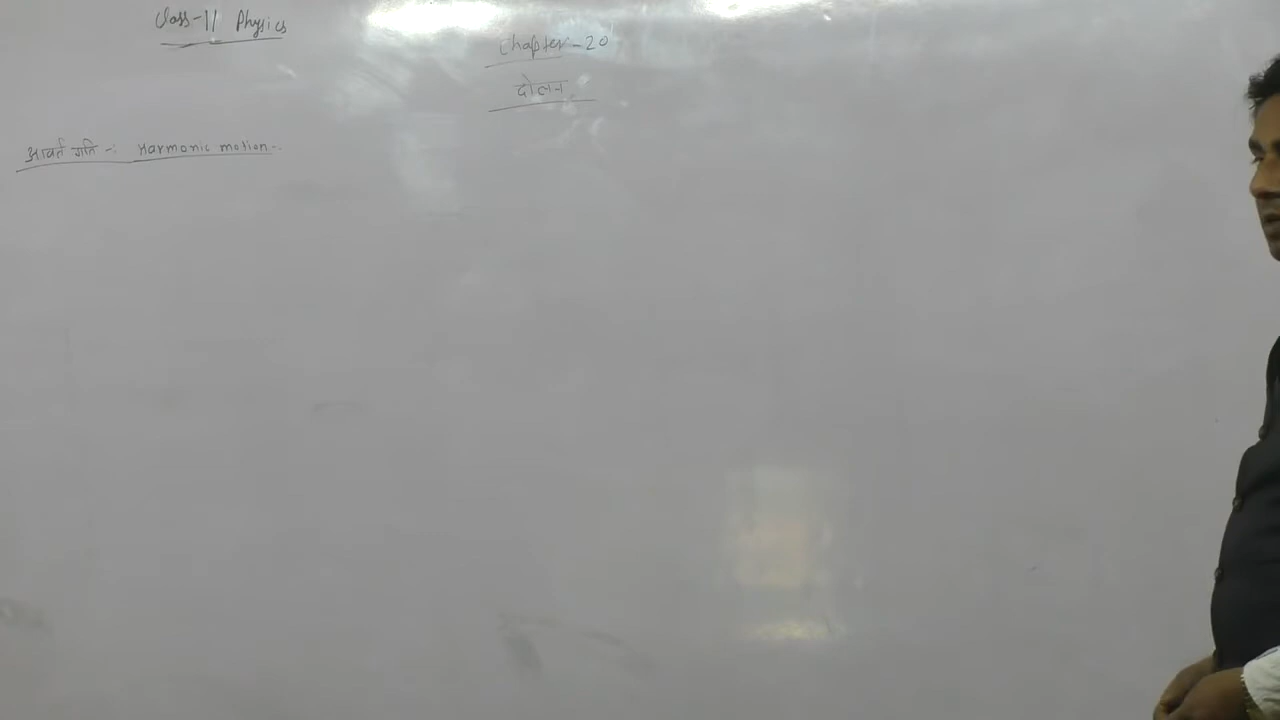 Class-11 Physics
Chapter-20
दोलन
आवर्त गति -: Harmonic motion -.